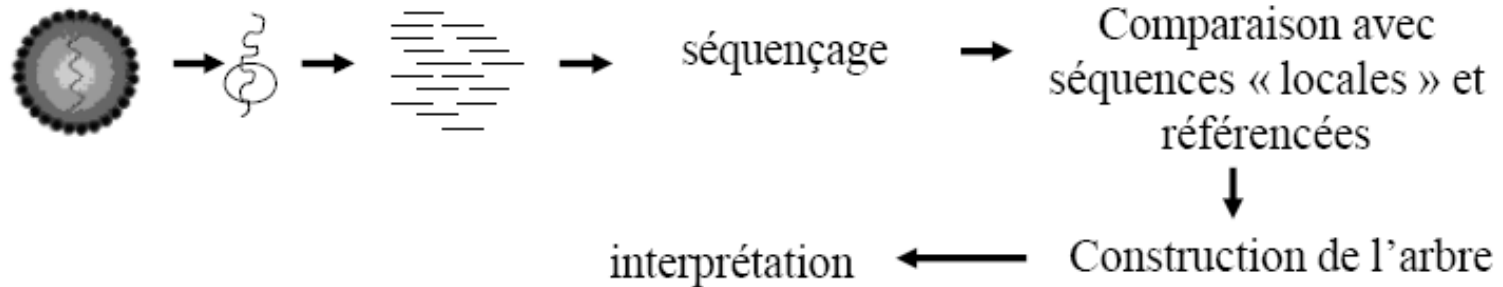 séquençage
Comparaison avec
séquences « locales » et
référencées
Construction de l’arbre
interprétation